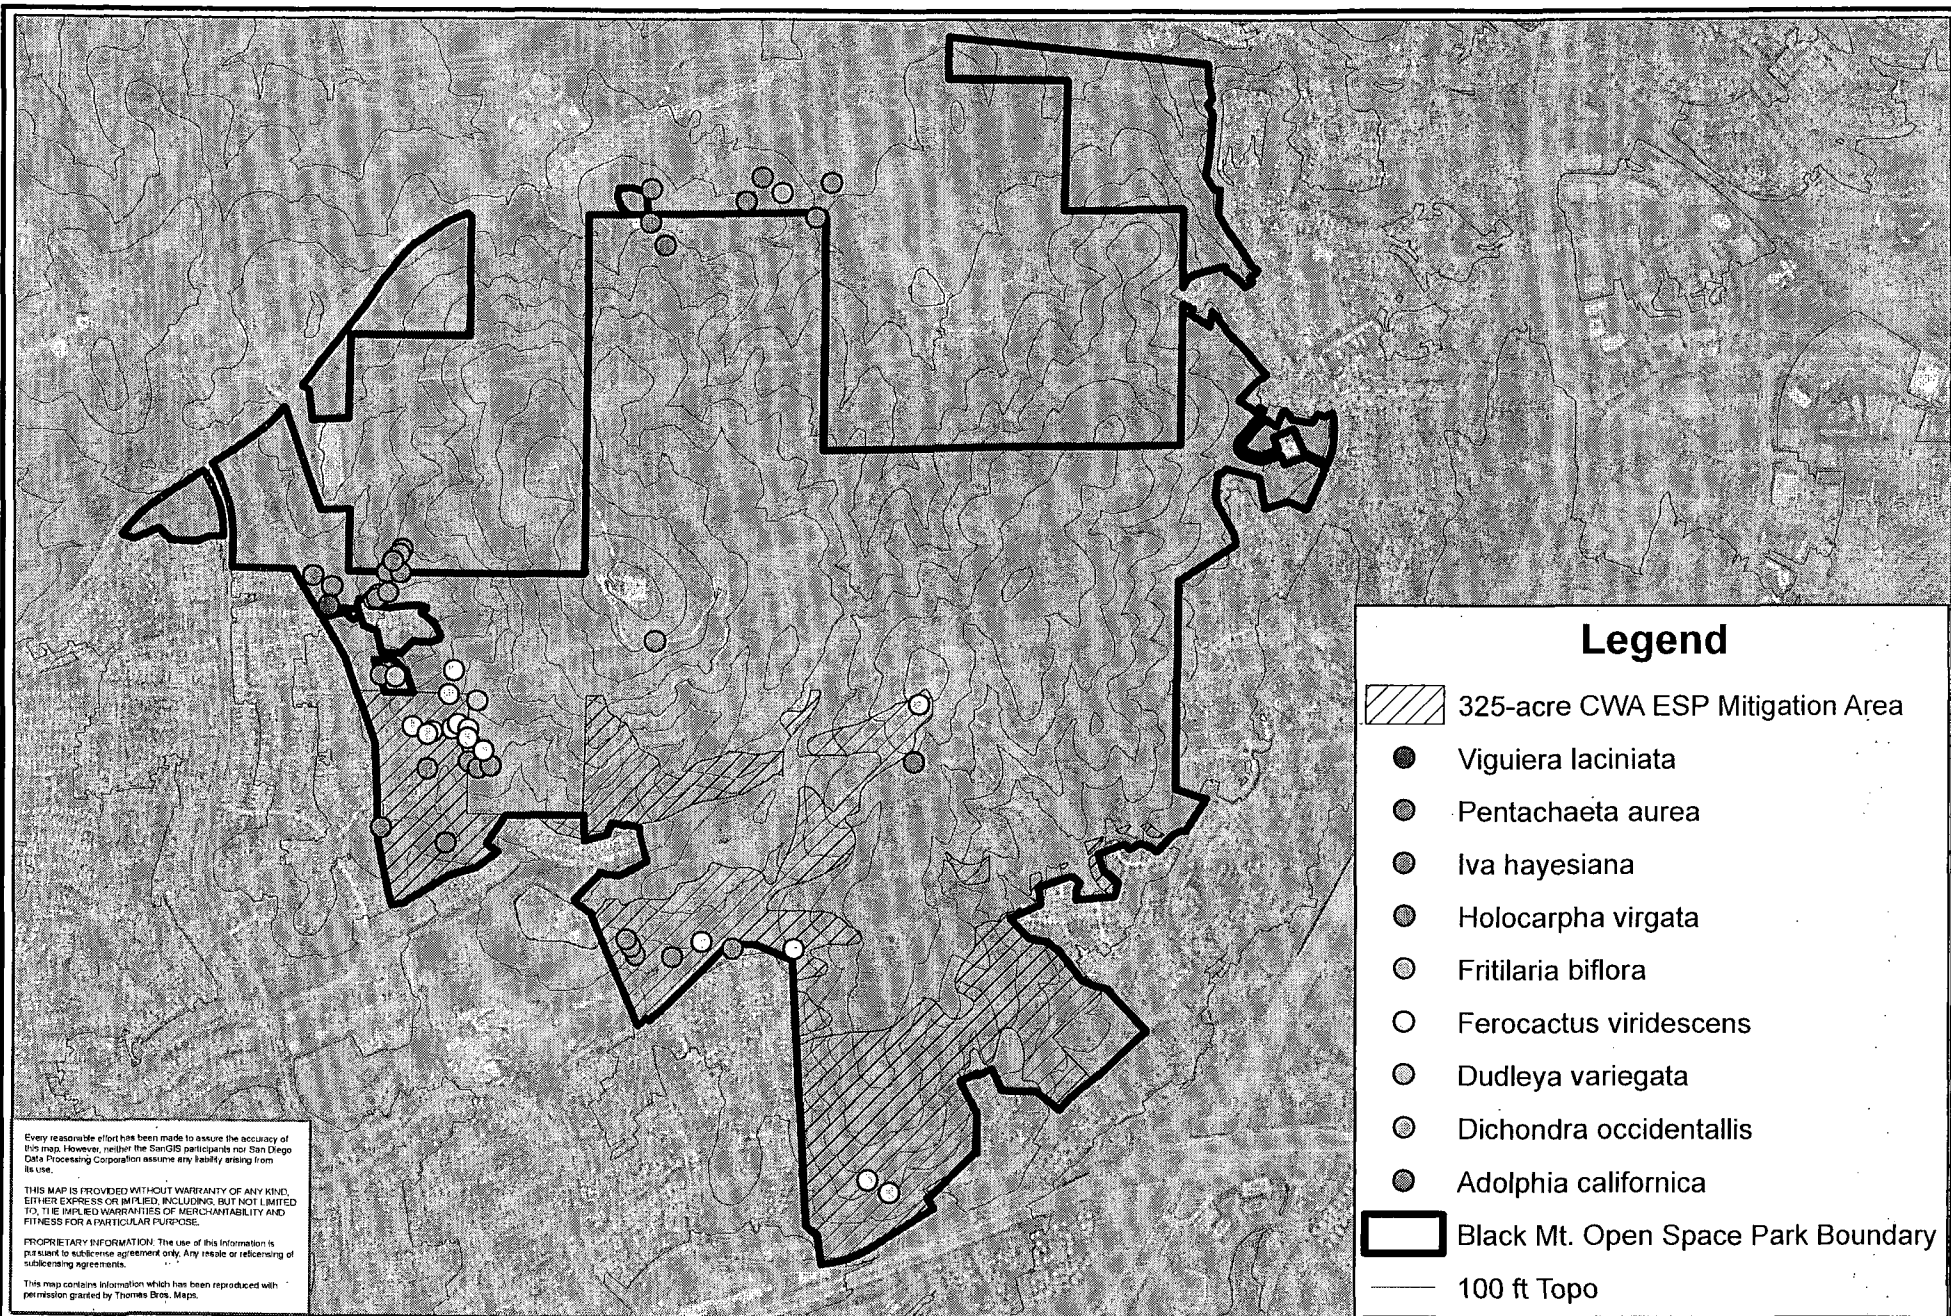 Legend
325-acre CWA ESP Mitigation Area
Viguiera laciniata
Pentachaeta aurea
Iva hayesiana
Holocarpha virgata
Fritilaria biflora
Ferocactus viridescens
Dudleya variegata
Dichondra occidentallis
Adolphia californica
Black Mt. Open Space Park Boundary
100 ft Topo
Every reasonable effort has been made to assure the accuracy of
this map. However, neither the SanGIS participants nor San Diego
Data Processing Corporation assume any liability arising from
its use.
THIS MAP IS PROVIDED WITHOUT WARRANTY OF ANY KIND,
EITHER EXPRESS OR IMPLIED, INCLUDING, BUT NOT LIMITED
TO, THE IMPLIED WARRANTIES OF MERCHANTABILITY AND
FITNESS FOR A PARTICULAR PURPOSE.
PROPRIETARY INFORMATION: The use of this information is
pursuant to sublicense agreement only. Any resale or relicensing of
sublicensing agreements.
This map contains information which has been reproduced with
permission granted by Thomas Bros. Maps.